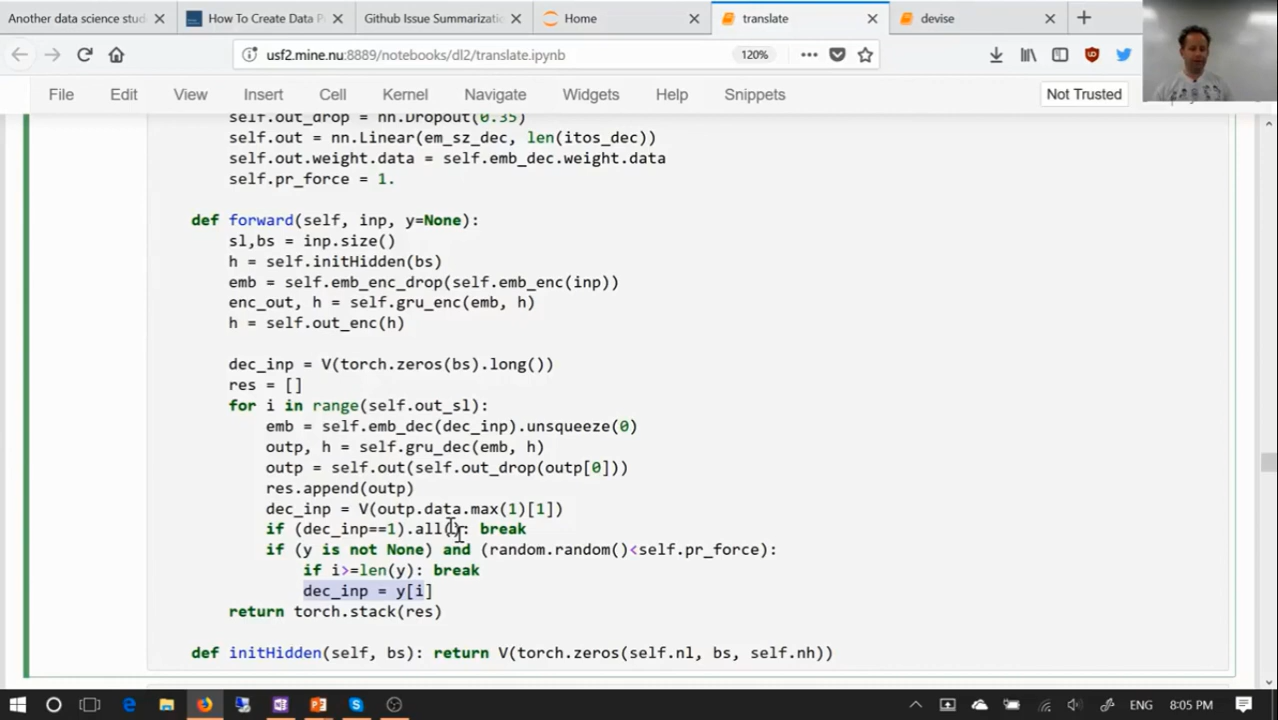 Another data science stud
How To Create Data P
Github Issue Summarizatio
Home
translate
devise
usf2.mine.nu:8889/notebooks/dl2/translate.ipynb
120%
File Edit View Insert Cell Kernel Navigate Widgets Help Snippets
Not Trusted
self.out_drop = nn.Dropout(0.35)
self.out = nn.Linear(em_sz_dec, len(itos_dec))
self.out.weight.data = self.emb_dec.weight.data
self.pr_force = 1.
def forward(self, inp, y=None):
sl,bs = inp.size()
h = self.initHidden(bs)
emb = self.emb_enc_drop(self.emb_enc(inp))
enc_out, h = self.gru_enc(emb, h)
h = self.out_enc(h)
dec_inp = V(torch.zeros(bs).long())
res = []
for i in range(self.out_sl):
emb = self.emb_dec(dec_inp).unsqueeze(0)
outp, h = self.gru_dec(emb, h)
outp = self.out(self.out_drop(outp[0]))
res.append(outp)
dec_inp = V(outp.data.max(1)[1])
if (dec_inp==1).all(): break
if (y is not None) and (random.random()<self.pr_force):
if i>=len(y): break
dec_inp = y[i]
return torch.stack(res)
def initHidden(self, bs): return V(torch.zeros(self.nl, bs, self.nh))
ENG
8:05 PM